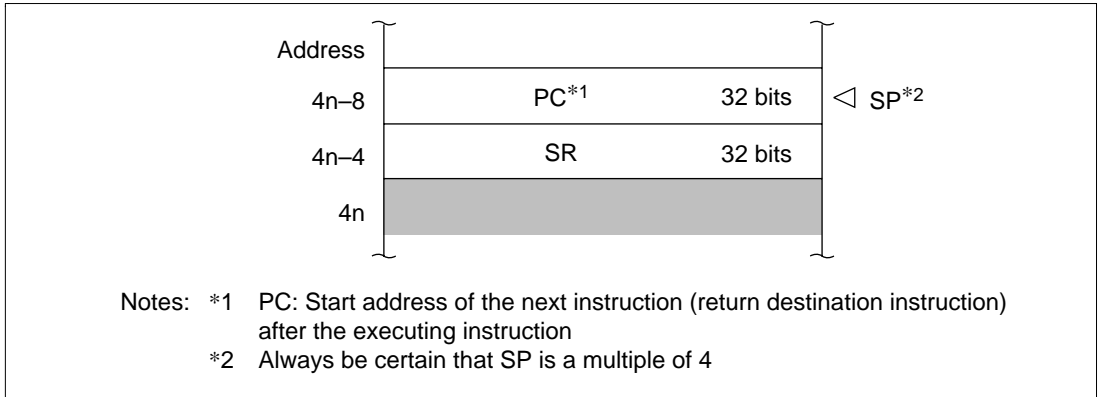 Address
4n–8 PC*1 32 bits ◁ SP*2
4n–4 SR 32 bits
4n
Notes: *1 PC: Start address of the next instruction (return destination instruction)
after the executing instruction
*2 Always be certain that SP is a multiple of 4